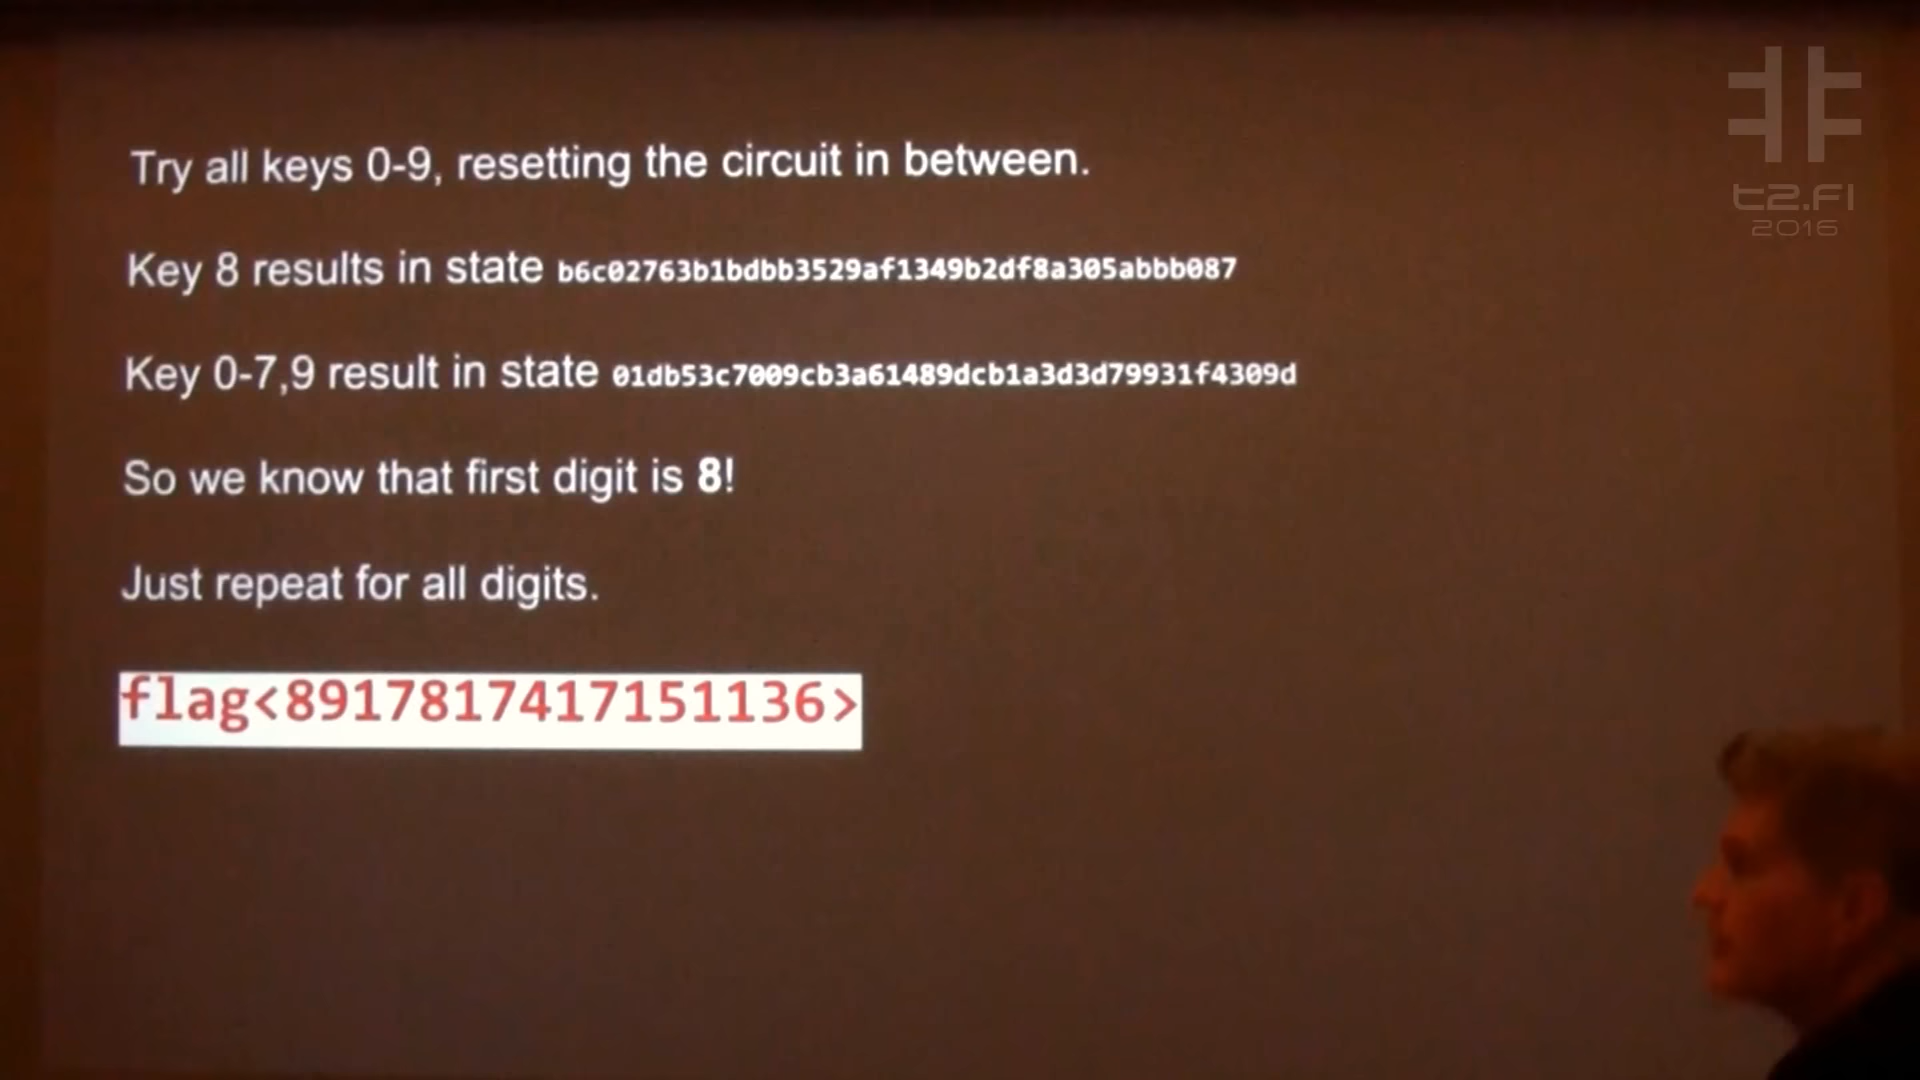 Try all keys 0-9, resetting the circuit in between.
Key 8 results in state b6c02763b1bdbb3529af1349b2df8a305abbb087
Key 0-7,9 result in state 01db53c7009cb3a61489dcb1a3d3d79931f4309d
So we know that first digit is 8!
Just repeat for all digits.
flag<8917817417151136>
t2.fi
2016